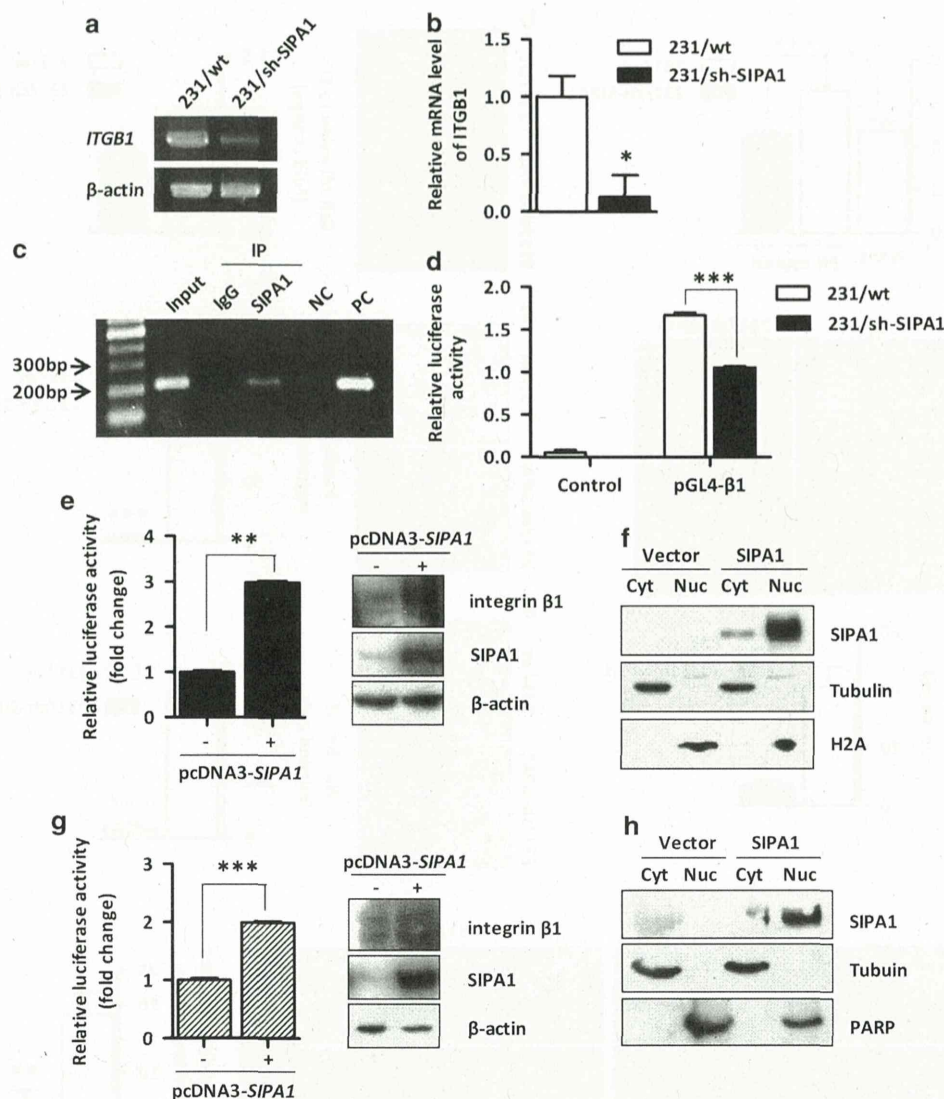 a
231/wt
231/sh-SIPA1
ITGB1
β-actin
b
Relative mRNA level
of ITGB1
1.5
1.0
0.5
0.0
*
231/wt
231/sh-SIPA1
c
IP
Input
IgG
SIPA1
NC
PC
300bp
200bp
d
Relative luciferase
activity
2.0
1.5
1.0
0.5
0.0
***
231/wt
231/sh-SIPA1
Control
pGL4-β1
e
Relative luciferase activity
(fold change)
4
3
2
1
0
**
- +
pcDNA3-SIPA1
pcDNA3-SIPA1
- +
integrin β1
SIPA1
β-actin
f
Vector SIPA1
Cyt Nuc Cyt Nuc
SIPA1
Tubulin
H2A
g
Relative luciferase activity
(fold change)
3
2
1
0
***
- +
pcDNA3-SIPA1
pcDNA3-SIPA1
- +
integrin β1
SIPA1
β-actin
h
Vector SIPA1
Cyt Nuc Cyt Nuc
SIPA1
Tubuin
PARP